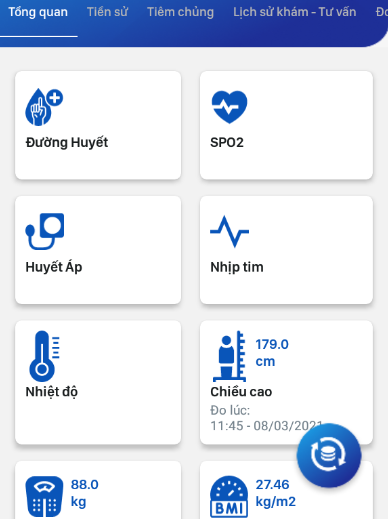 Tổng quan Tiền sử Tiêm chủng Lịch sử khám - Tư vấn
Đường Huyết
SPO2
Huyết Áp
Nhịp tim
Nhiệt độ
179.0
cm
Chiều cao
Đo lúc:
11:45 - 08/03/2021
88.0
kg
BMI
27.46
kg/m2